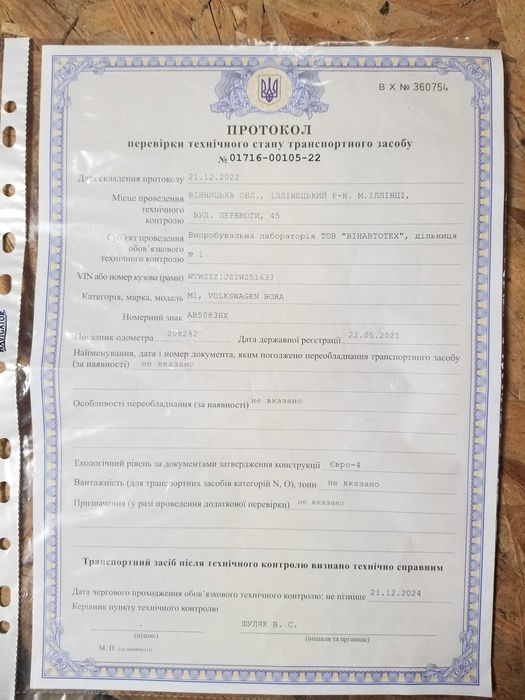 В Х № 360754
ПРОТОКОЛ
перевірки технічного стану транспортного засобу
№ 01716-00105-22
Дата складення протоколу 21.12.2022
Місце проведення технічного контролю ВІННИЦЬКА ОБЛ., ІЛЛІНЕЦЬКИЙ Р-Н. М.ІЛЛІНЦІ,
ВУЛ. ПЕРЕМОГИ, 45
Суб'єкт проведення обов'язкового технічного контролю Випробувальна лабораторія ТОВ "ВІНАВТОТЕХ", дільниця
№ 1
VIN або номер кузова (рами) WVWZZZ1JZ1W251633
Категорія, марка, модель M1, VOLKSWAGEN BORA
Номерний знак АВ5083НХ
Показник одометра 208282 Дата державної реєстрації 22.05.2021
Найменування, дата і номер документа, яким погоджено переобладнання транспортного засобу
(за наявності) не вказано
Особливості переобладнання (за наявності) не вказано
Екологічний рівень за документами затвердження конструкції Євро-4
Вантажність (для транспортних засобів категорій N, O), тонн не вказано
Призначення (у разі проведення додаткової перевірки) не вказано
Транспортний засіб після технічного контролю визнано технічно справним
Дата чергового проходження обов'язкового технічного контролю: не пізніше 21.12.2024
Керівник пункту технічного контролю
- ШУЛЯК В. С.
(підпис) (ініціали та прізвище)
М. П. (за наявності)
NAVIGATOR